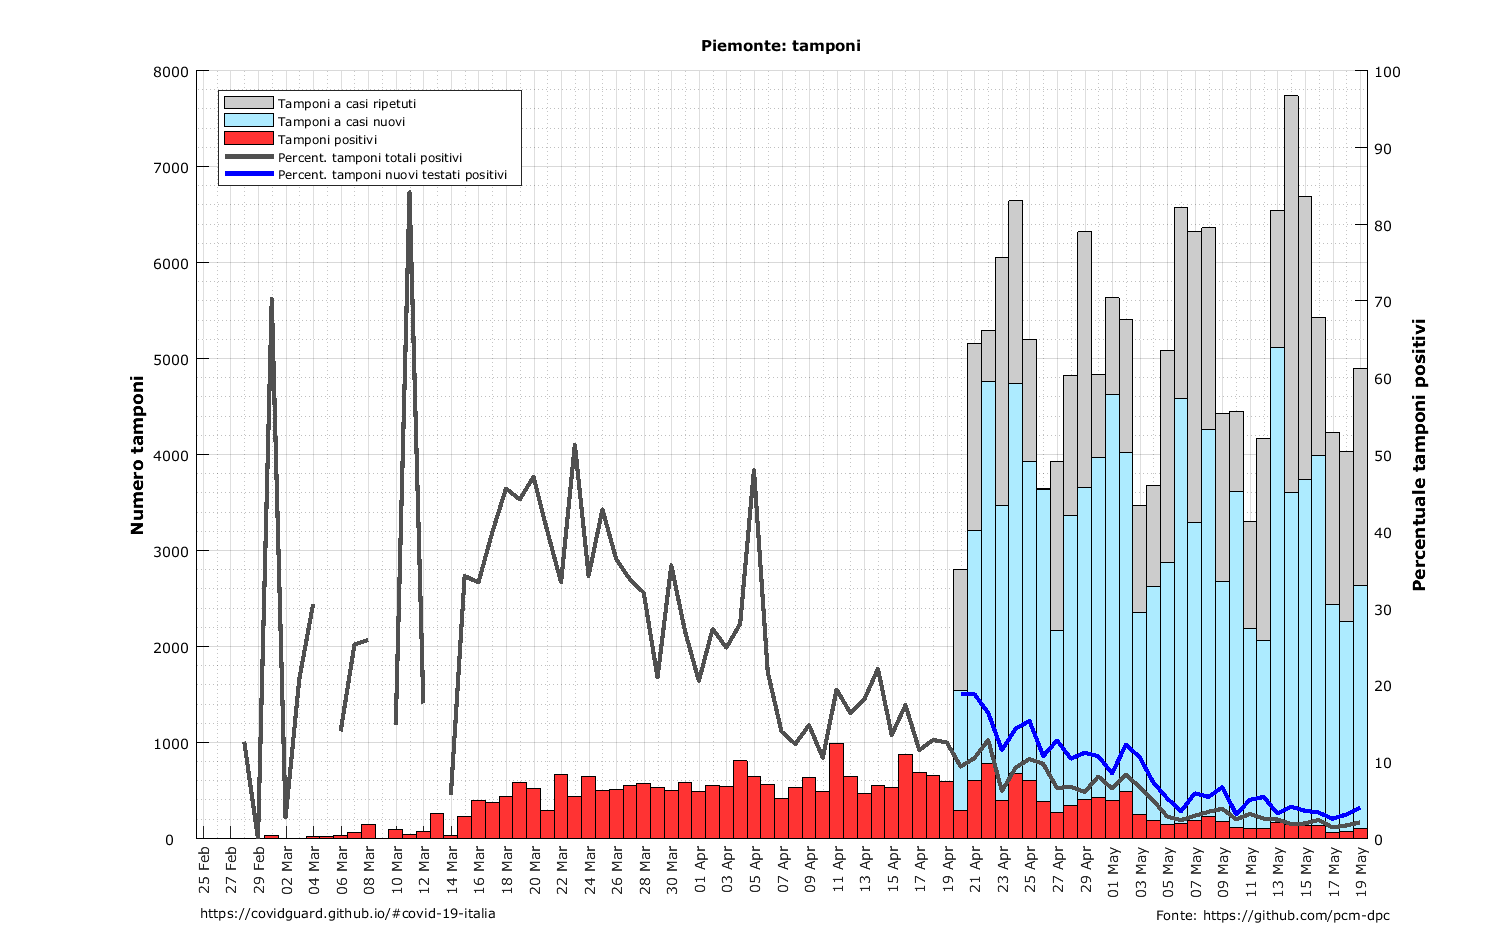 Piemonte: tamponi
8000
7000
6000
5000
4000
3000
2000
1000
0
Numero tamponi
Tamponi a casi ripetuti
Tamponi a casi nuovi
Tamponi positivi
Percent. tamponi totali positivi
Percent. tamponi nuovi testati positivi
100
90
80
70
60
50
40
30
20
10
0
Percentuale tamponi positivi
25 Feb
27 Feb
29 Feb
02 Mar
04 Mar
06 Mar
08 Mar
10 Mar
12 Mar
14 Mar
16 Mar
18 Mar
20 Mar
22 Mar
24 Mar
26 Mar
28 Mar
30 Mar
01 Apr
03 Apr
05 Apr
07 Apr
09 Apr
11 Apr
13 Apr
15 Apr
17 Apr
19 Apr
21 Apr
23 Apr
25 Apr
27 Apr
29 Apr
01 May
03 May
05 May
07 May
09 May
11 May
13 May
15 May
17 May
19 May
https://covidguard.github.io/#covid-19-italia
Fonte: https://github.com/pcm-dpc